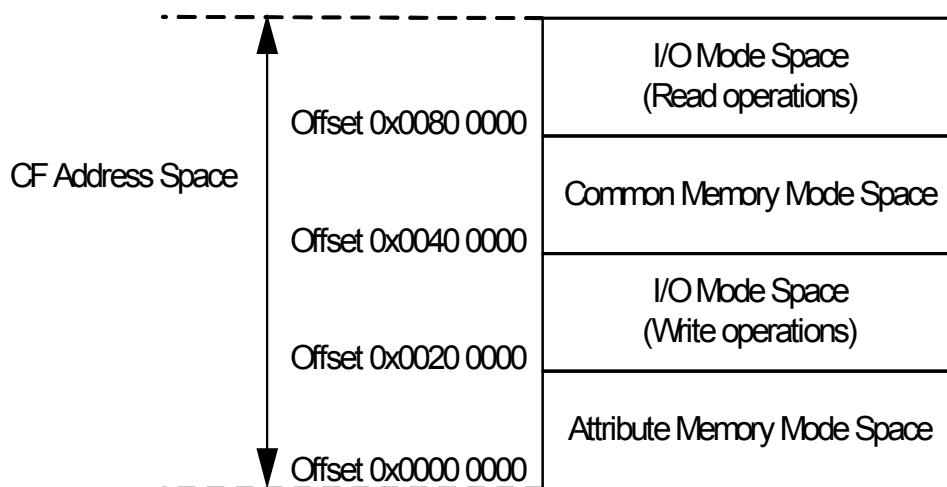 I/O Mode Space
(Read operations)
Offset 0x0080 0000
CF Address Space
Common Memory Mode Space
Offset 0x0040 0000
I/O Mode Space
(Write operations)
Offset 0x0020 0000
Attribute Memory Mode Space
Offset 0x0000 0000